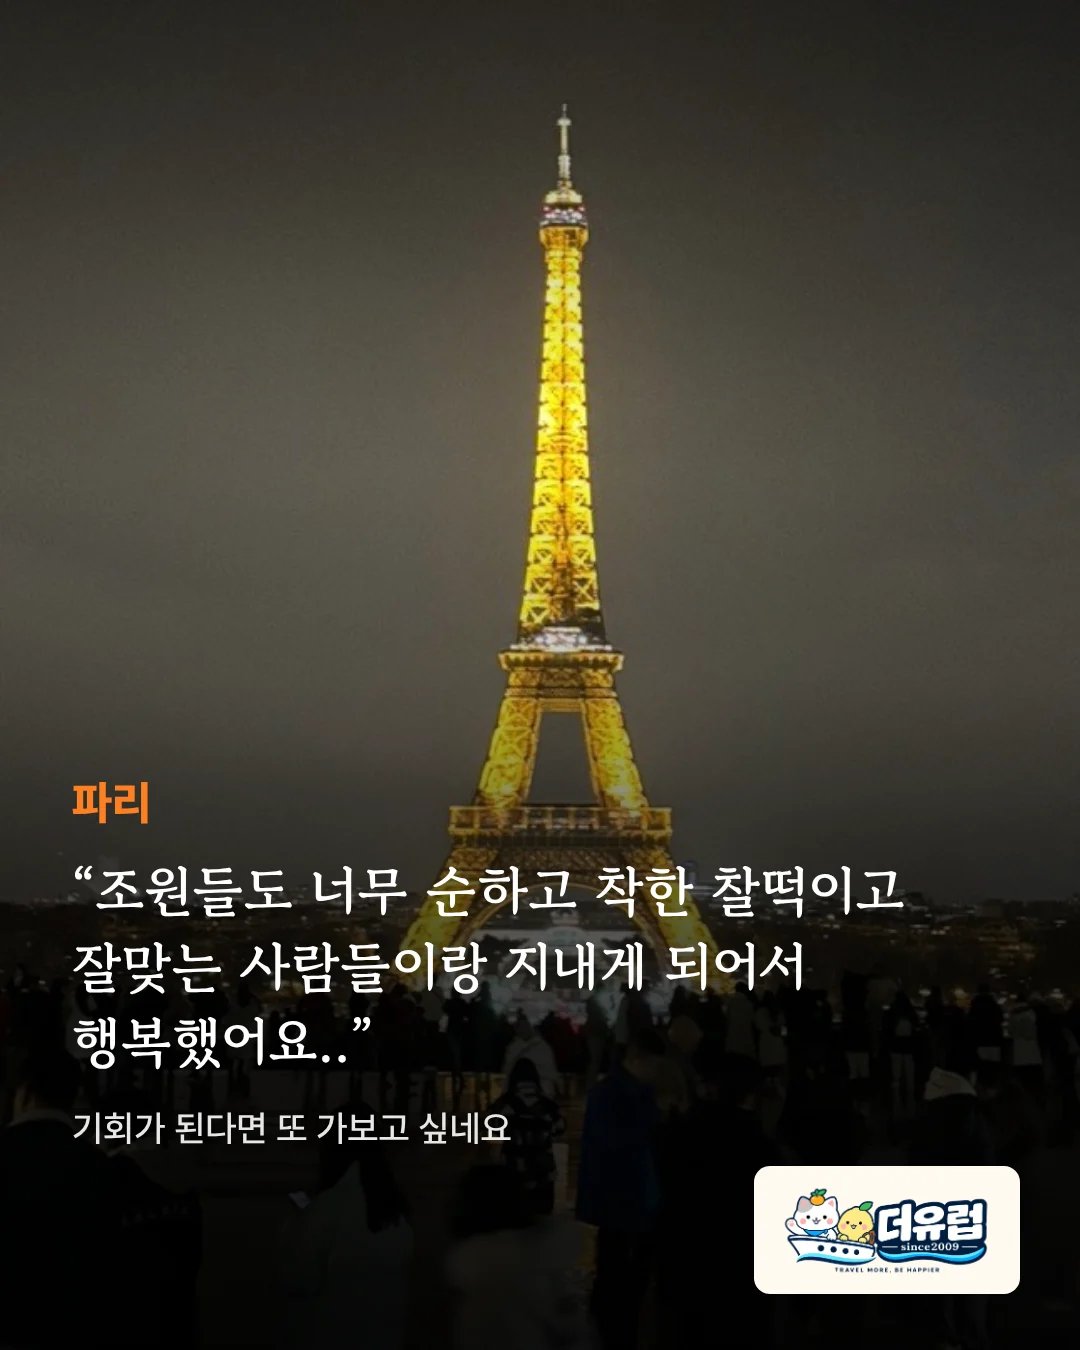 파리
“조원들도 너무 순하고 착한 찰떡이고
잘맞는 사람들이랑 지내게 되어서
행복했어요..”
기회가 된다면 또 가보고 싶네요
더유럽
since2009
TRAVEL MORE, BE HAPPIER